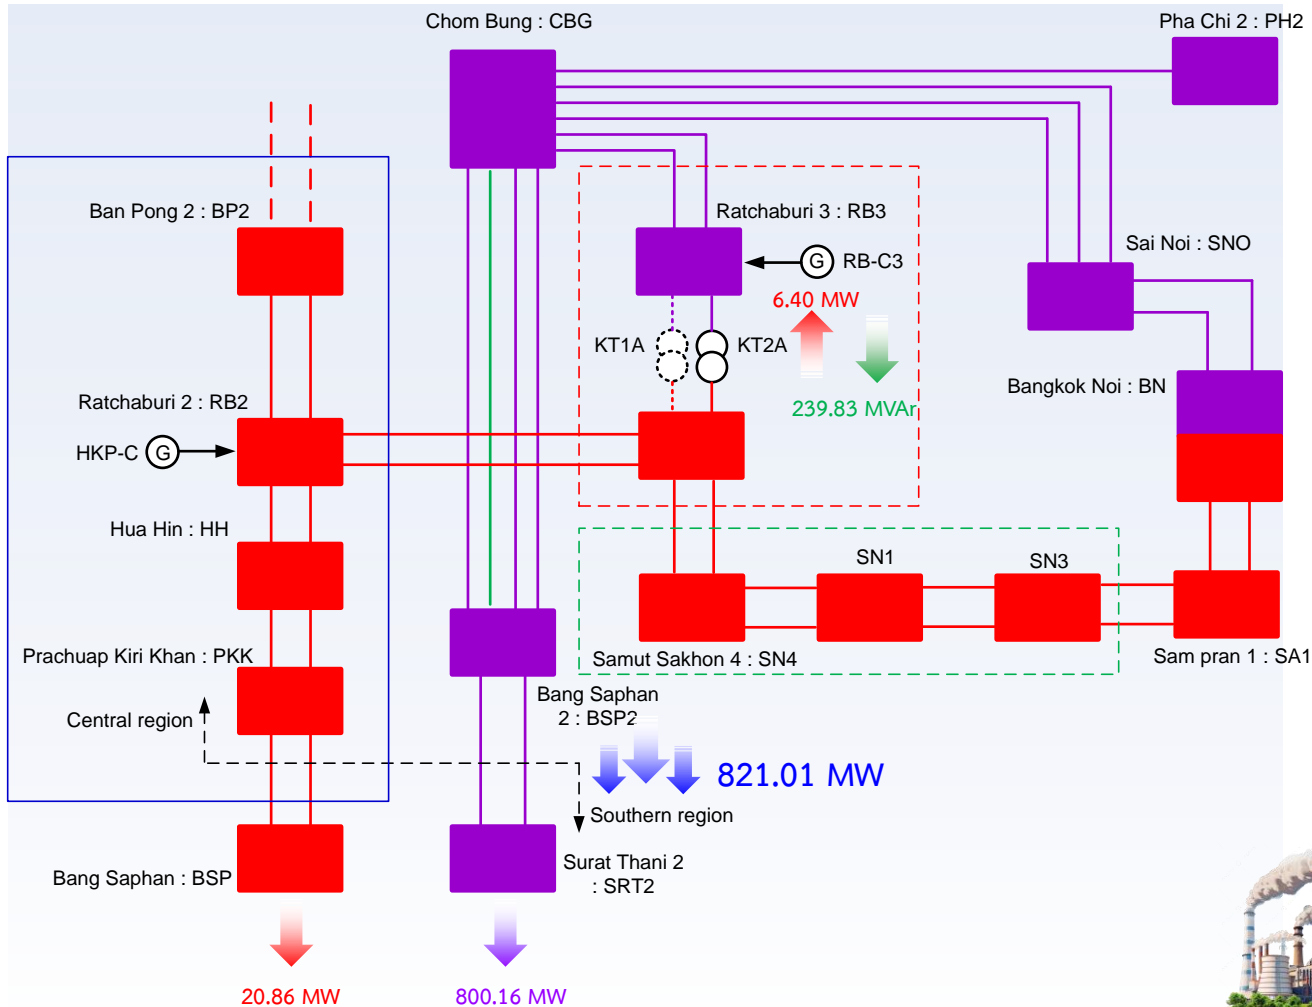 Chom Bung : CBG
Pha Chi 2 : PH2
Ban Pong 2 : BP2
Ratchaburi 3 : RB3
Sai Noi : SNO
G
RB-C3
6.40 MW
KT1A
KT2A
Bangkok Noi : BN
239.83 MVAr
Ratchaburi 2 : RB2
HKP-C
G
Hua Hin : HH
SN1
SN3
Prachuap Kiri Khan : PKK
Samut Sakhon 4 : SN4
Sam pran 1 : SA1
Bang Saphan
2 : BSP2
Central region
821.01 MW
Southern region
Bang Saphan : BSP
Surat Thani 2
: SRT2
20.86 MW
800.16 MW